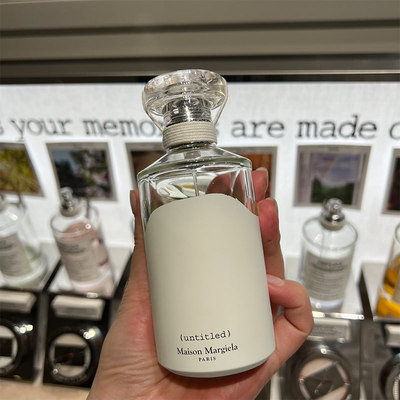 s your memor are made o
(untitled)
Maison Margiela
PARIS